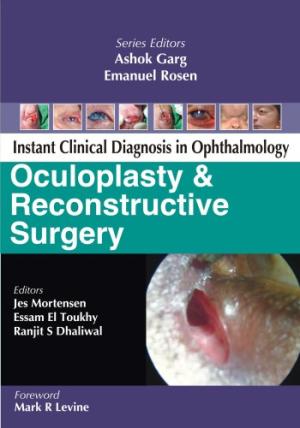 Series Editors
Ashok Garg
Emanuel Rosen
Instant Clinical Diagnosis in Ophthalmology
Oculoplasty &
Reconstructive
Surgery
Editors
Jes Mortensen
Essam El Toukhy
Ranjit S Dhaliwal
Foreword
Mark R Levine